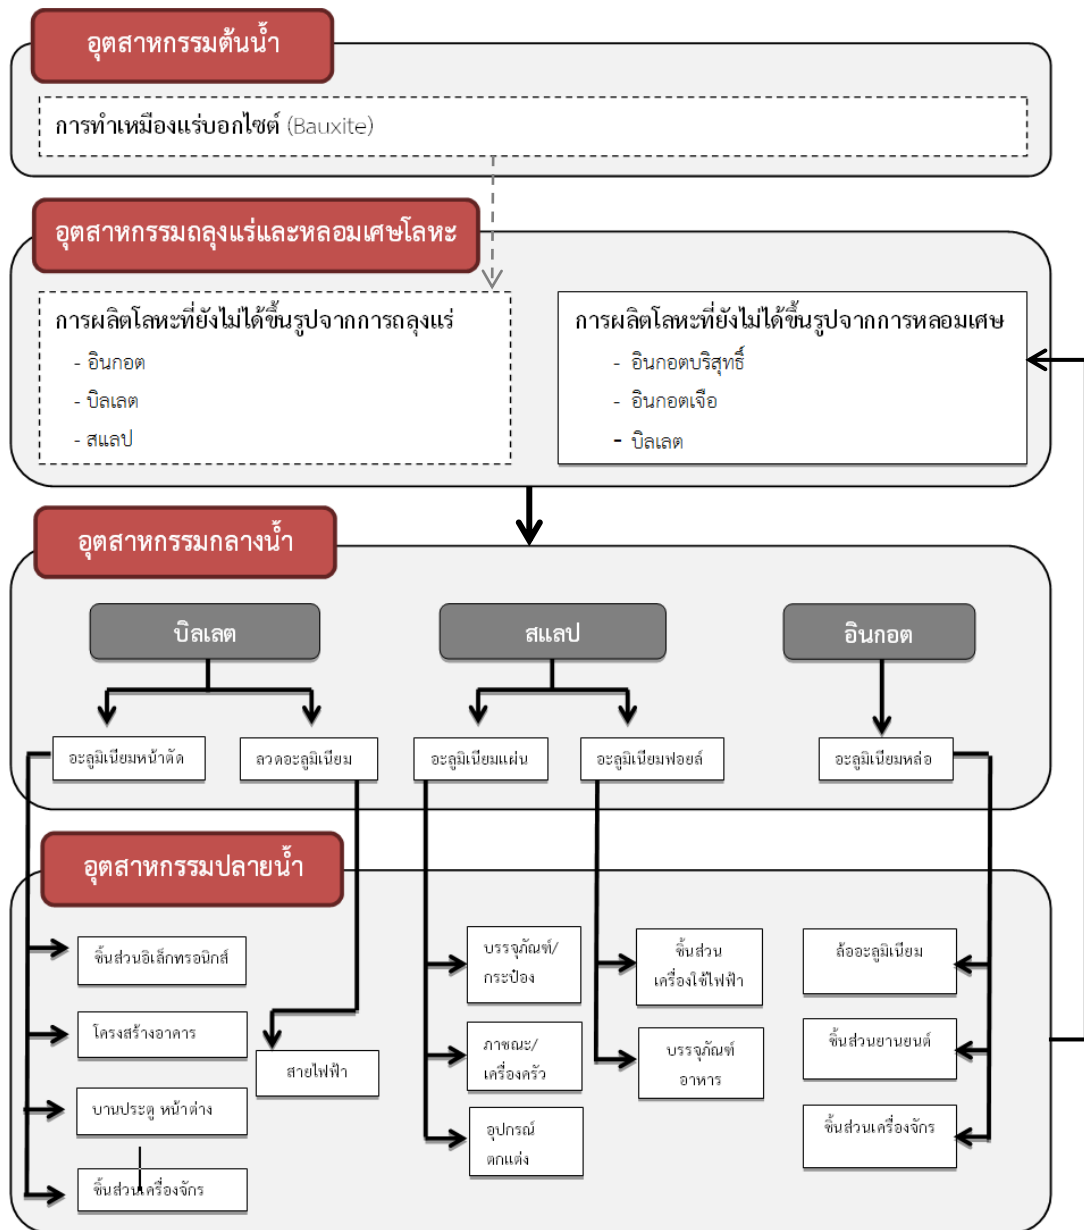 อุตสาหกรรมต้นน้ำ
การทำเหมืองแร่บอกไซต์ (Bauxite)
อุตสาหกรรมถลุงแร่และหลอมเศษโลหะ
การผลิตโลหะที่ยังไม่ได้ขึ้นรูปจากการถลุงแร่
- อินกอต
- บิลเลต
- สแลป
การผลิตโลหะที่ยังไม่ได้ขึ้นรูปจากการหลอมเศษ
- อินกอตบริสุทธิ์
- อินกอตเจือ
- บิลเลต
อุตสาหกรรมกลางน้ำ
บิลเลต
สแลป
อินกอต
อะลูมิเนียมหน้าตัด
ลวดอะลูมิเนียม
อะลูมิเนียมแผ่น
อะลูมิเนียมฟอยล์
อะลูมิเนียมหล่อ
อุตสาหกรรมปลายน้ำ
ชิ้นส่วนอิเล็กทรอนิกส์
โครงสร้างอาคาร
บานประตู หน้าต่าง
ชิ้นส่วนเครื่องจักร
สายไฟฟ้า
บรรจุภัณฑ์/
กระป๋อง
ภาชนะ/
เครื่องครัว
อุปกรณ์
ตกแต่ง
ชิ้นส่วน
เครื่องใช้ไฟฟ้า
บรรจุภัณฑ์
อาหาร
ล้ออะลูมิเนียม
ชิ้นส่วนยานยนต์
ชิ้นส่วนเครื่องจักร